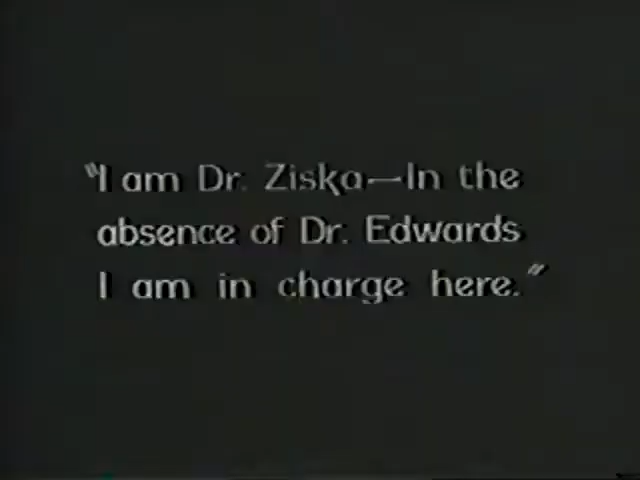 "I am Dr. Ziska—In the
absence of Dr. Edwards
I am in charge here."